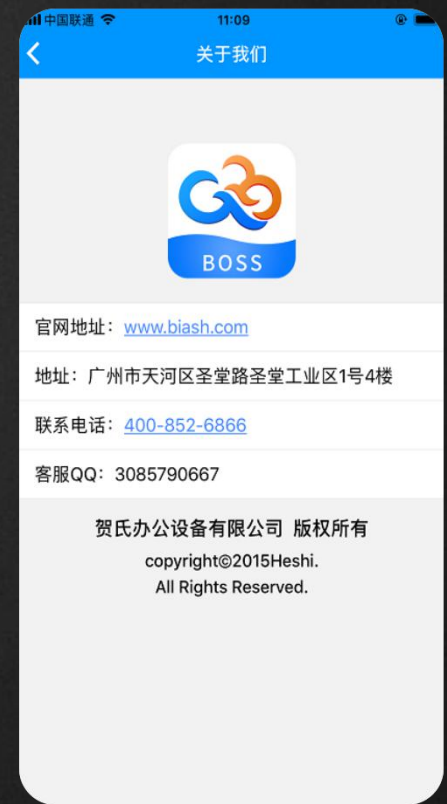 中国联通 11:09
关于我们
BOSS
官网地址：www.biash.com
地址：广州市天河区圣堂路圣堂工业区1号4楼
联系电话：400-852-6866
客服QQ：3085790667
贺氏办公设备有限公司 版权所有
copyright©2015Heshi.
All Rights Reserved.